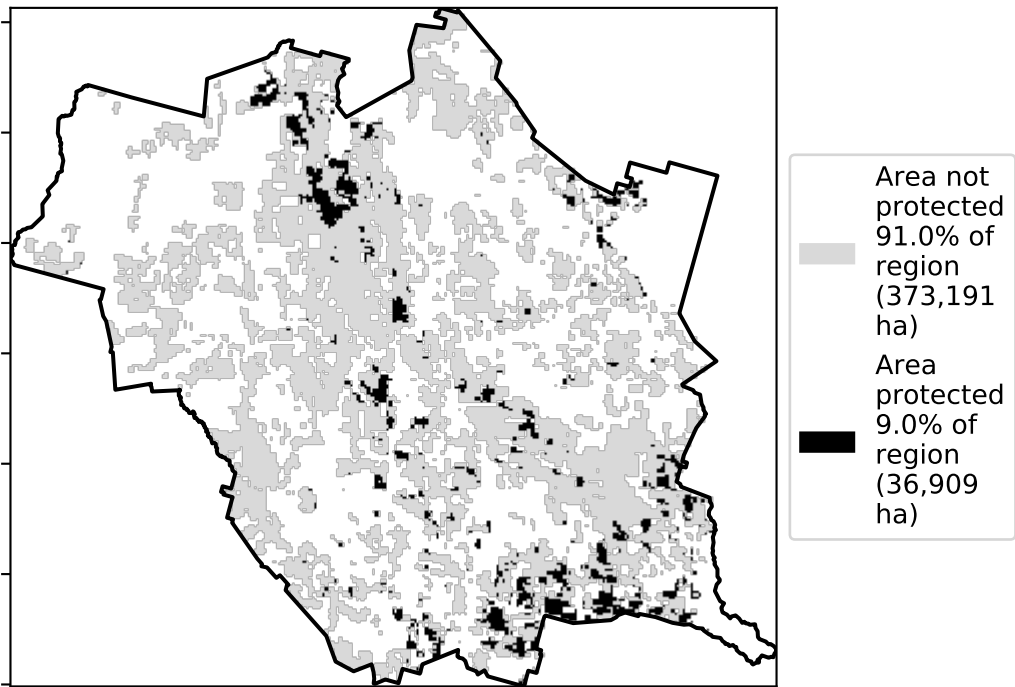 Area not
protected
91.0% of
region
(373,191
ha)
Area
protected
9.0% of
region
(36,909
ha)